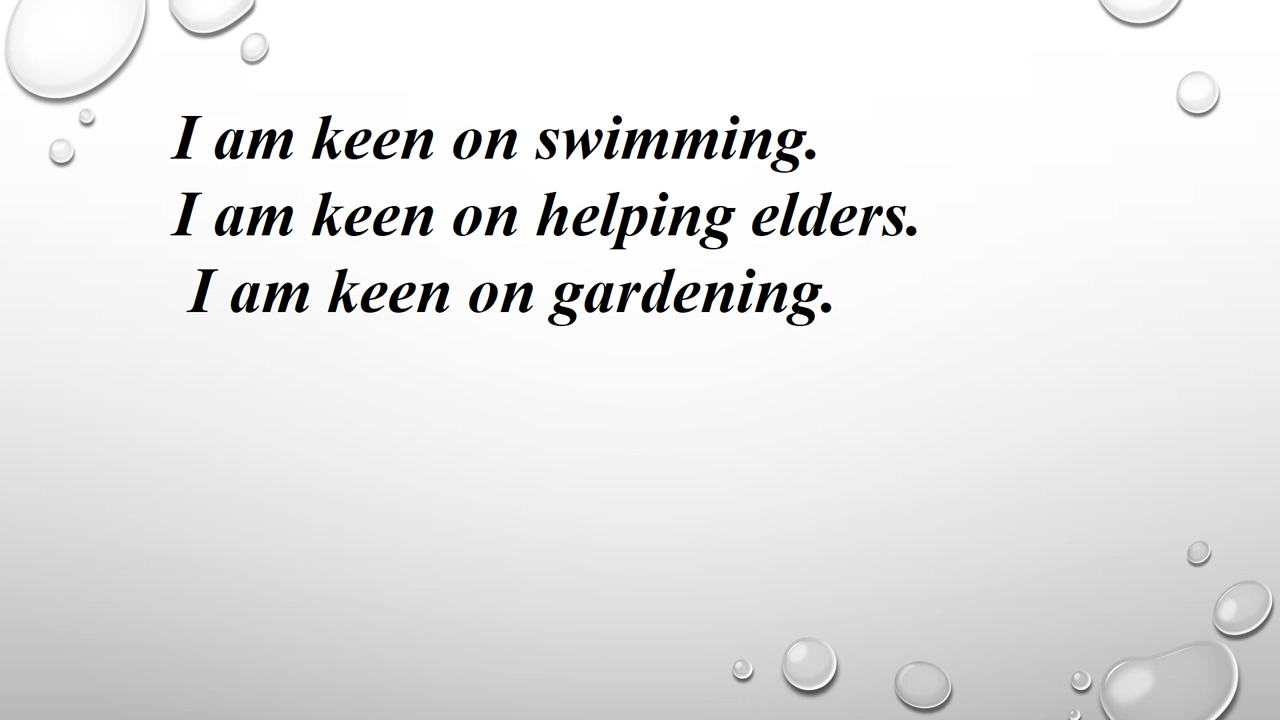 I am keen on swimming.
I am keen on helping elders.
I am keen on gardening.